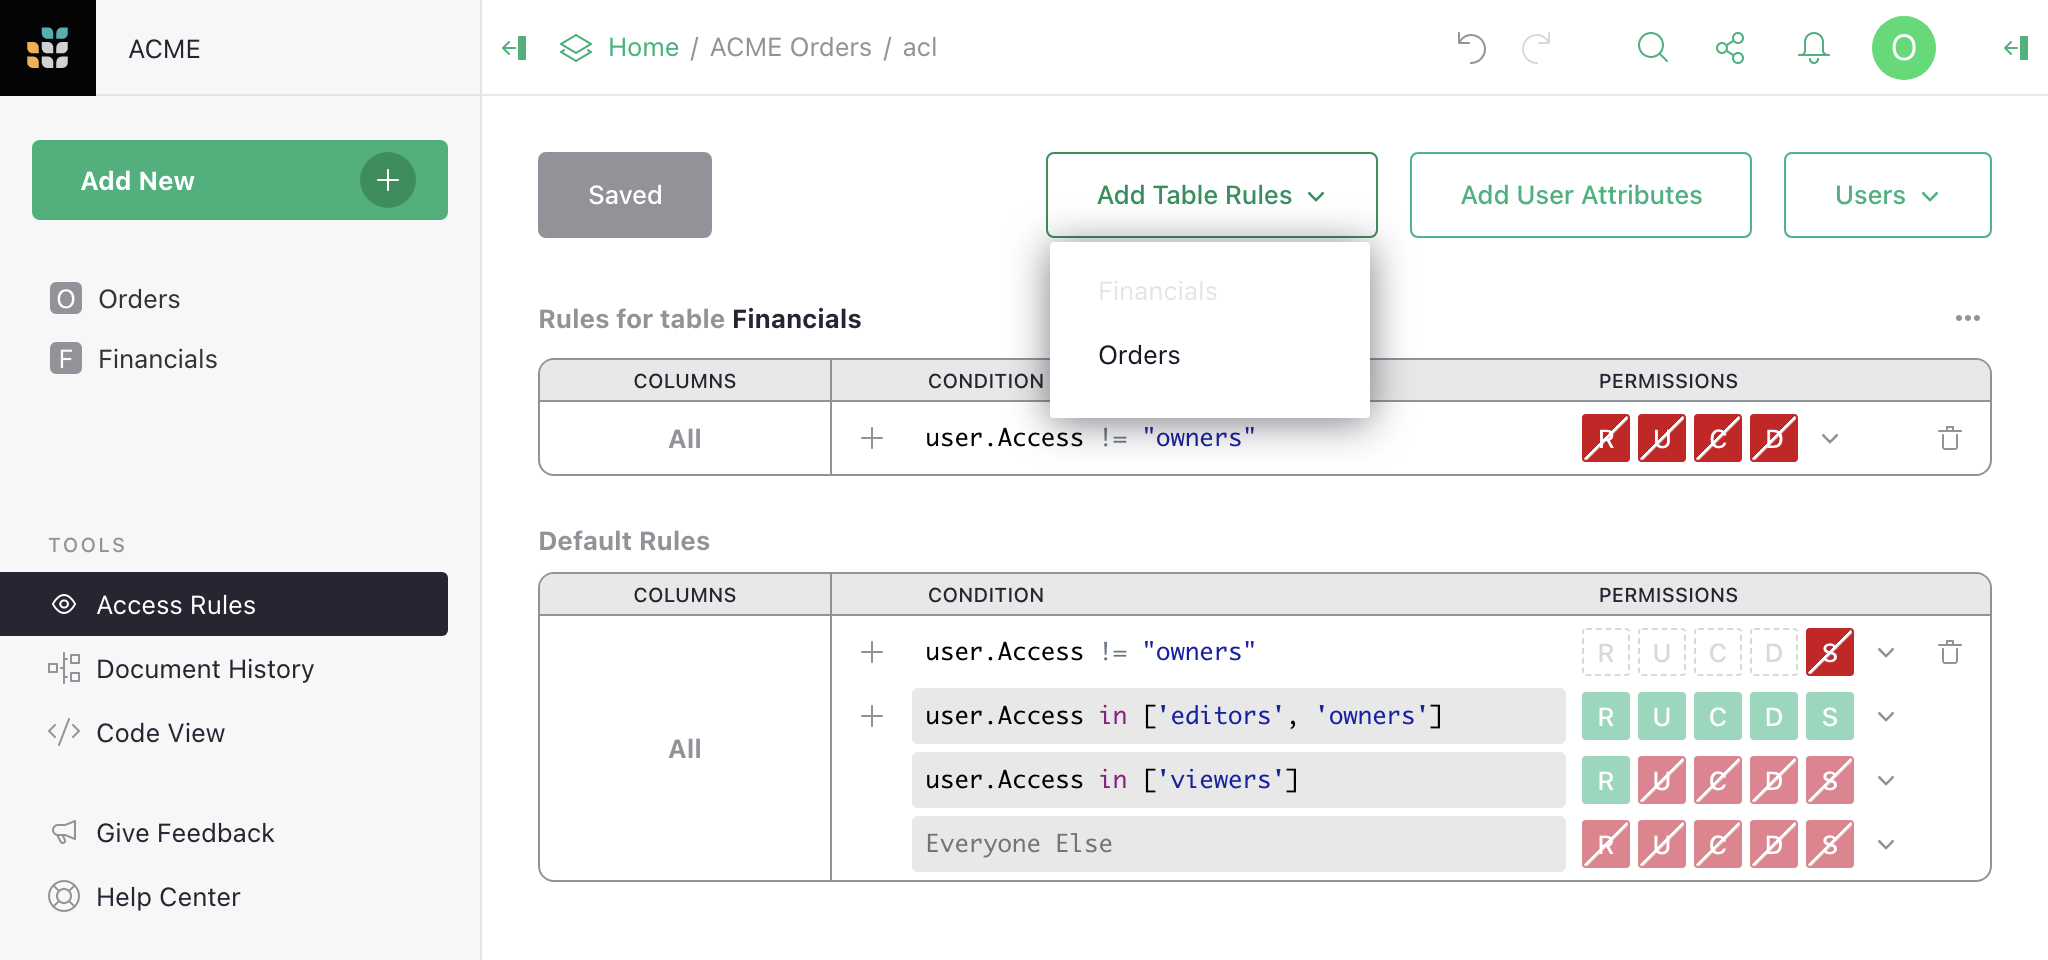 ACME
Home / ACME Orders / acl
O
Add New
Saved
Add Table Rules
Add User Attributes
Users
Financials
Orders
O Orders
F Financials
Rules for table Financials
COLUMNS CONDITION PERMISSIONS
All user.Access != "owners" R U C D
Default Rules
COLUMNS CONDITION PERMISSIONS
user.Access != "owners" R U C D S
user.Access in ['editors', 'owners'] R U C D S
All
user.Access in ['viewers'] R U C D S
Everyone Else R U C D S
TOOLS
Access Rules
Document History
Code View
Give Feedback
Help Center